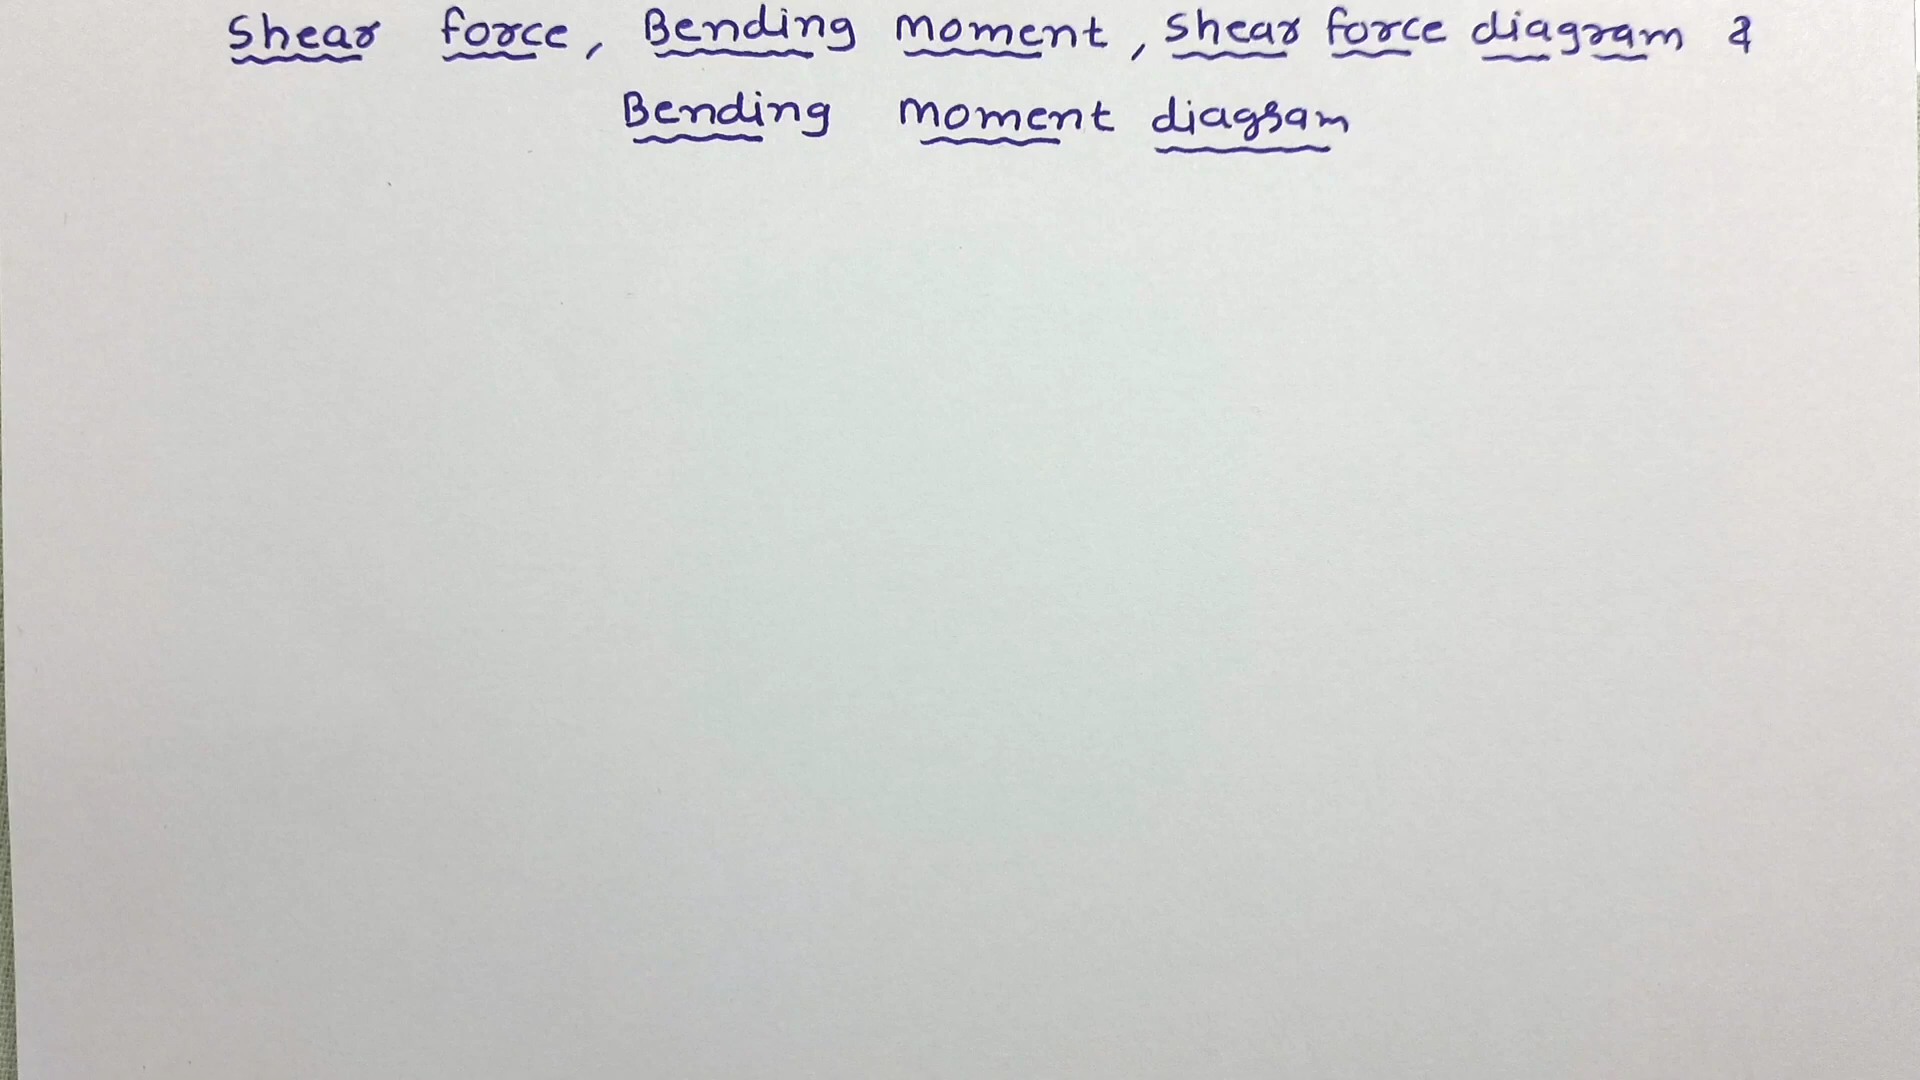 Shear force, Bending moment, Shear force diagram &
Bending moment diagram